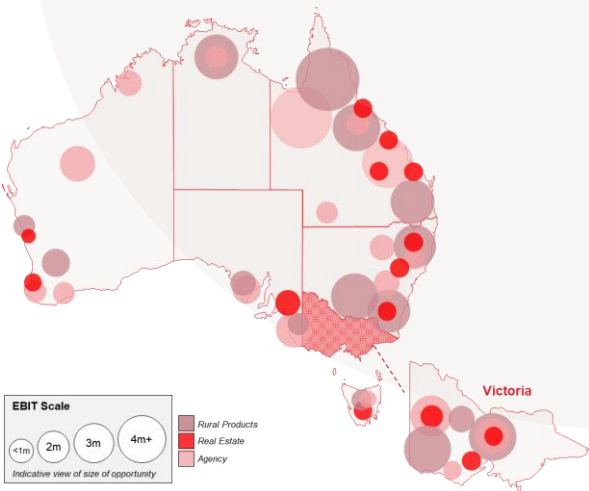 Victoria
EBIT Scale
<1m
2m
3m
4m+
Indicative view of size of opportunity
Rural Products
Real Estate
Agency